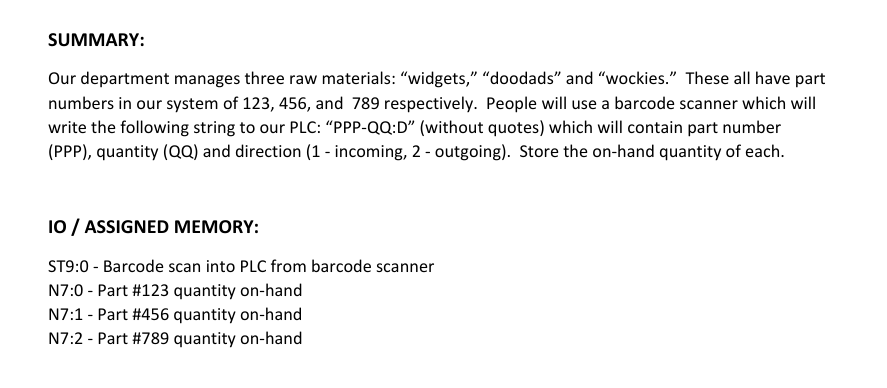 SUMMARY:
Our department manages three raw materials: “widgets,” “doodads” and “wockies.”  These all have part
numbers in our system of 123, 456, and  789 respectively.  People will use a barcode scanner which will
write the following string to our PLC: “PPP-QQ:D” (without quotes) which will contain part number
(PPP), quantity (QQ) and direction (1 - incoming, 2 - outgoing).  Store the on-hand quantity of each.
IO / ASSIGNED MEMORY:
ST9:0 - Barcode scan into PLC from barcode scanner
N7:0 - Part #123 quantity on-hand
N7:1 - Part #456 quantity on-hand
N7:2 - Part #789 quantity on-hand